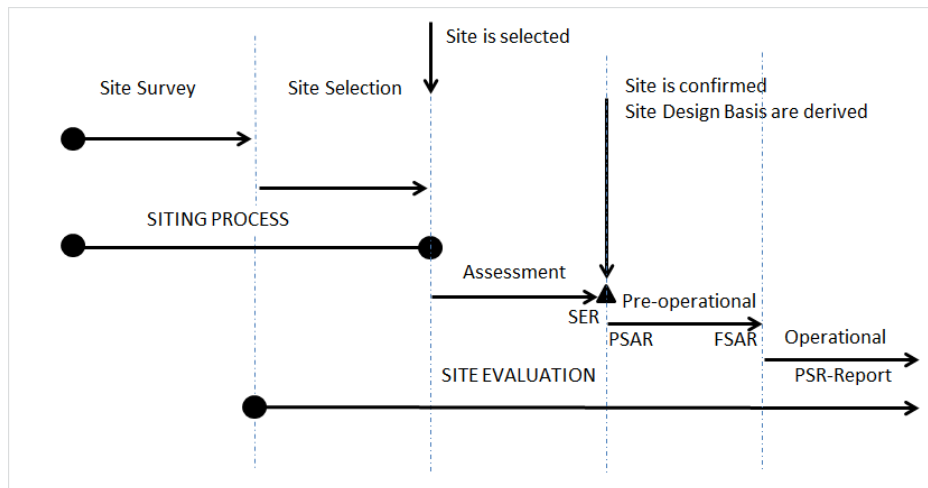 Site is selected
Site Survey
Site Selection
Site is confirmed
Site Design Basis are derived
SITING PROCESS
Assessment
SER
Pre-operational
PSAR
FSAR
Operational
SITE EVALUATION
PSR-Report